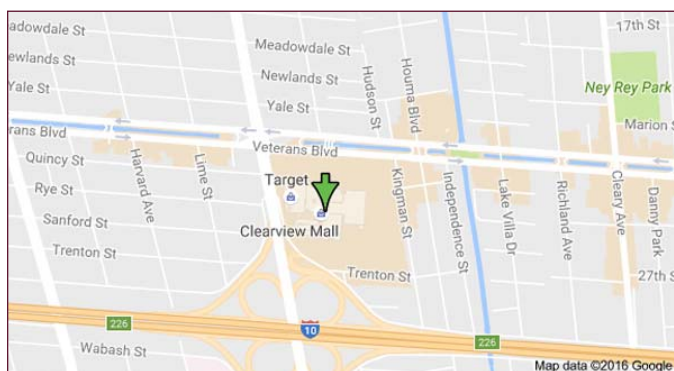 17th St
Meadowdale St
Newlands St
Yale St
Newlands St
Yale St
Hudson St
Houma Blvd
Ney Rey Park
Marion St
rans Blvd
Veterans Blvd
Quincy St
Rye St
Sanford St
Trenton St
Harvard Ave
Lime St
Target
Clearview Mall
Kingman St
Independence St
Lake Villa Dr
Richland Ave
Cleary Ave
Danny Park
Trenton St
27th St
226
10
226
Wabash St
Map data ©2016 Google